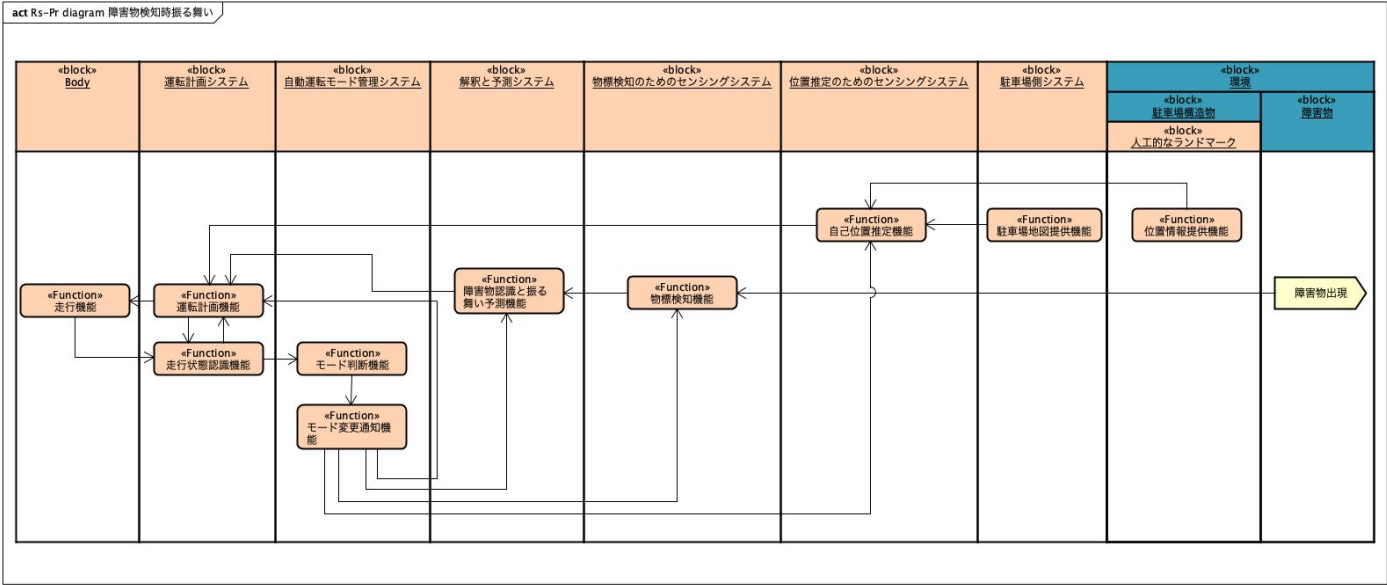 act Rs-Pr diagram 障害物検知時振る舞い
«block»
Body
«block»
運転計画システム
«block»
自動運転モード管理システム
«block»
解釈と予測システム
«block»
物標検知のためのセンシングシステム
«block»
位置推定のためのセンシングシステム
«block»
駐車場側システム
«block»
環境
«block»
駐車場構造物
«block»
人工的なランドマーク
«block»
障害物
«Function»
自己位置推定機能
«Function»
駐車場地図提供機能
«Function»
位置情報提供機能
«Function»
走行機能
«Function»
運転計画機能
«Function»
障害物認識と振る
舞い予測機能
«Function»
物標検知機能
障害物出現
«Function»
走行状態認識機能
«Function»
モード判断機能
«Function»
モード変更通知機
能